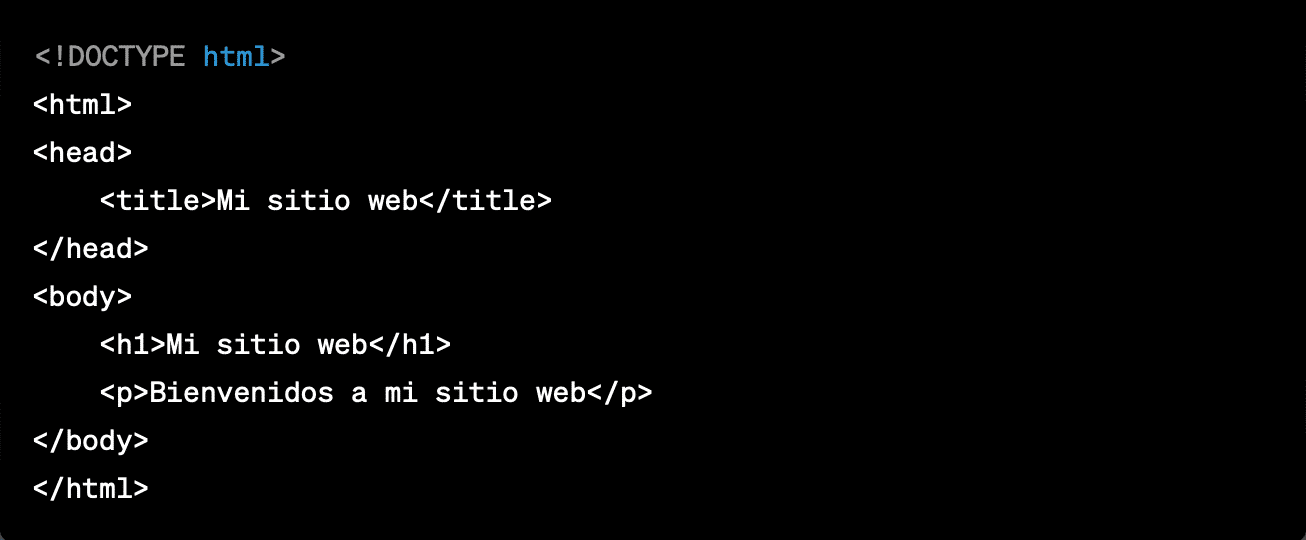 <!DOCTYPE html>
<html>
<head>
    <title>Mi sitio web</title>
</head>
<body>
    <h1>Mi sitio web</h1>
    <p>Bienvenidos a mi sitio web</p>
</body>
</html>